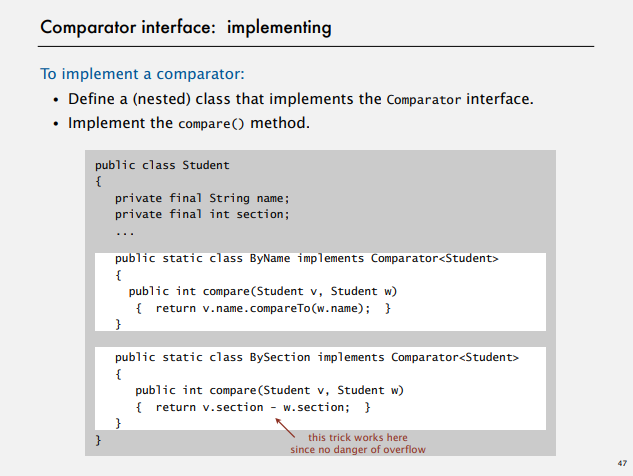 Comparator interface: implementing
To implement a comparator:
• Define a (nested) class that implements the Comparator interface.
• Implement the compare() method.
public class Student
{
private final String name;
private final int section;
...
public static class ByName implements Comparator<Student>
{
public int compare(Student v, Student w)
{ return v.name.compareTo(w.name); }
}
public static class BySection implements Comparator<Student>
{
public int compare(Student v, Student w)
{ return v.section - w.section; }
}
}
this trick works here
since no danger of overflow
47